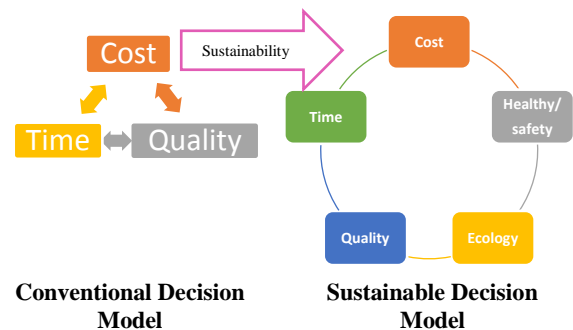 Cost
Sustainability
Time
Quality
Cost
Healthy/
safety
Time
Quality
Ecology
Conventional Decision
Model
Sustainable Decision
Model